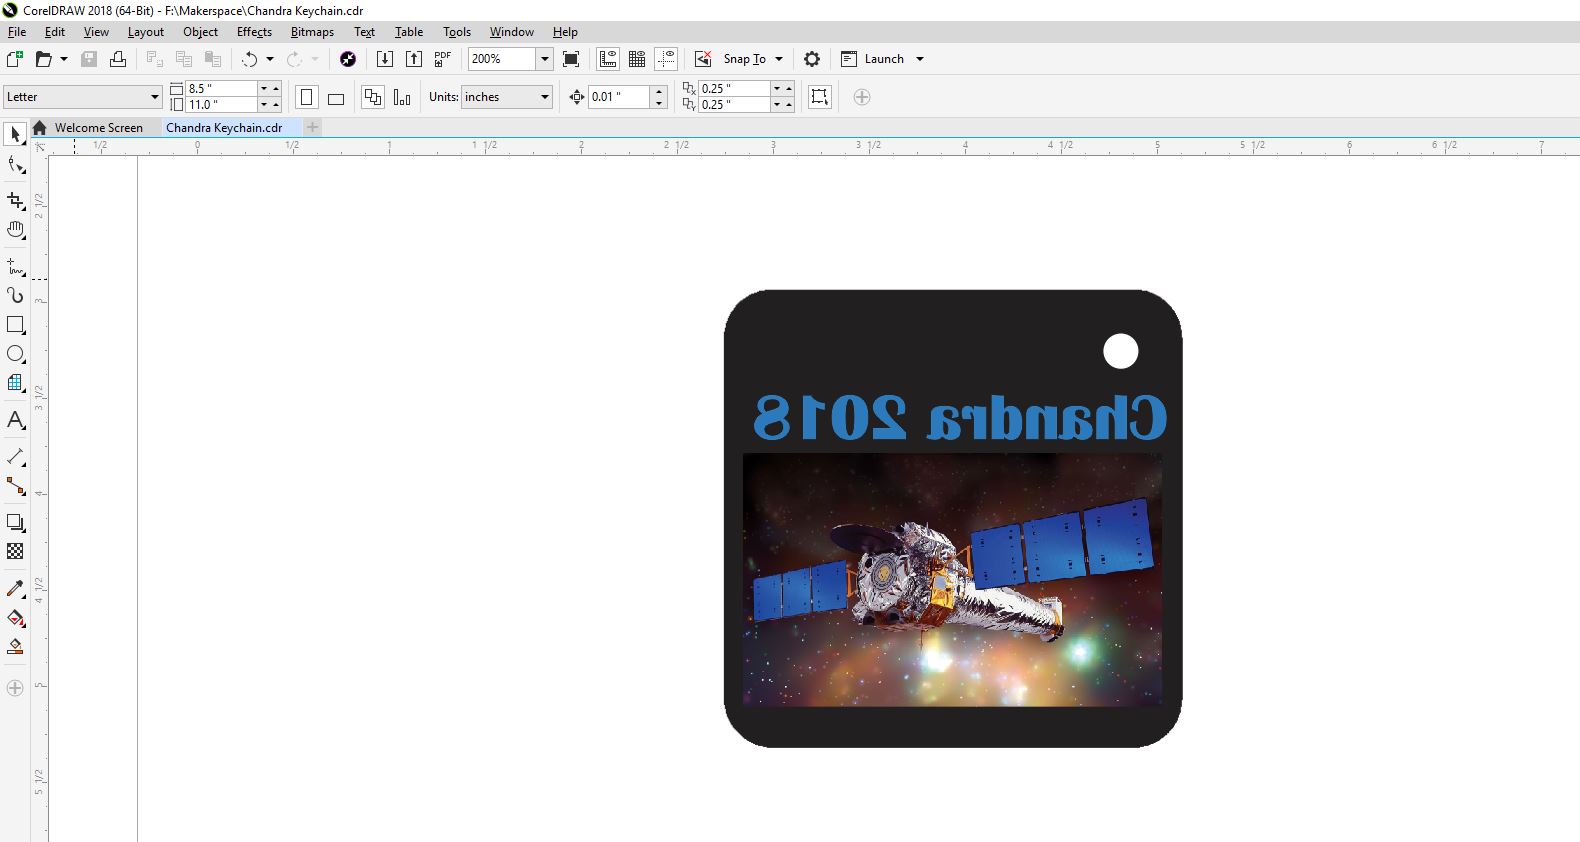 CorelDRAW 2018 (64-Bit) - F:\Makerspace\Chandra Keychain.cdr
File Edit View Layout Object Effects Bitmaps Text Table Tools Window Help
PDF 200% Snap To Launch
Letter 8.5 " 11.0 " Units: inches 0.01 " 0.25 " 0.25 "
Welcome Screen Chandra Keychain.cdr
1/2 0 1/2 1 1 1/2 2 2 1/2 3 3 1/2 4 4 1/2 5 5 1/2 6 6 1/2 7
2 1/2
3
3 1/2
4
4 1/2
5
5 1/2
Chandra 2018